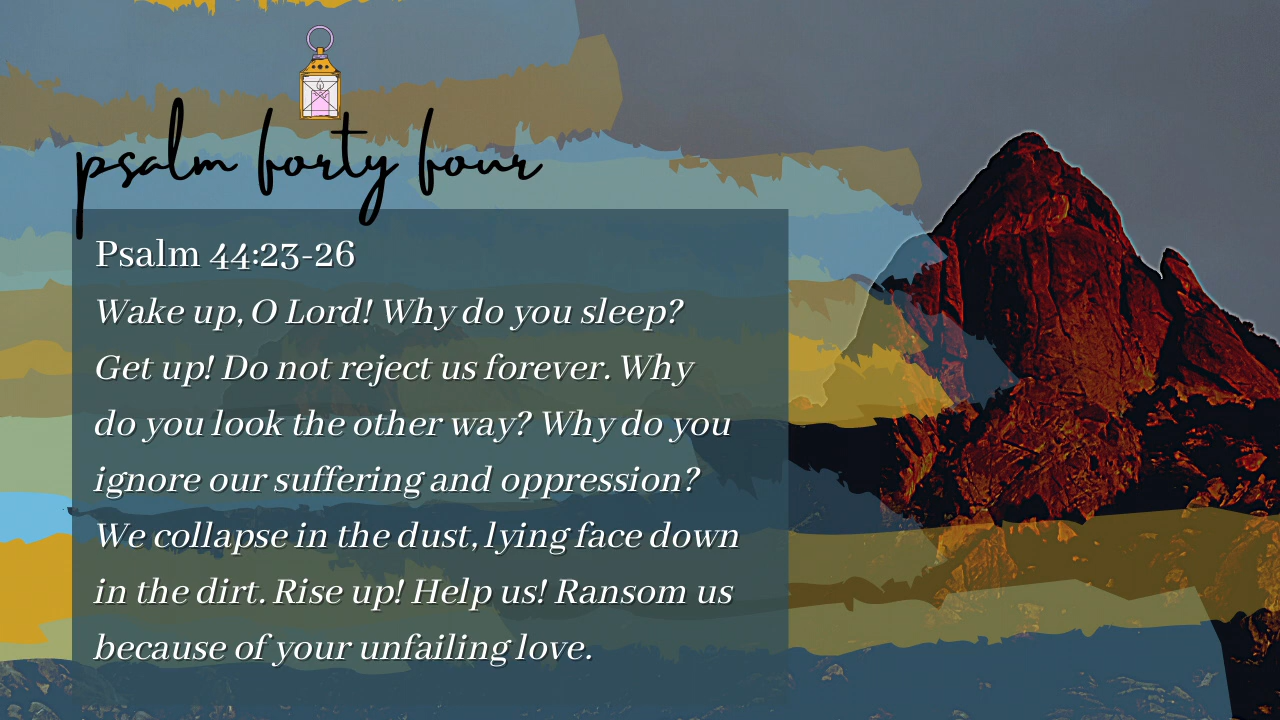 psalm forty four
Psalm 44:23-26
Wake up, O Lord! Why do you sleep?
Get up! Do not reject us forever. Why
do you look the other way? Why do you
ignore our suffering and oppression?
We collapse in the dust, lying face down
in the dirt. Rise up! Help us! Ransom us
because of your unfailing love.